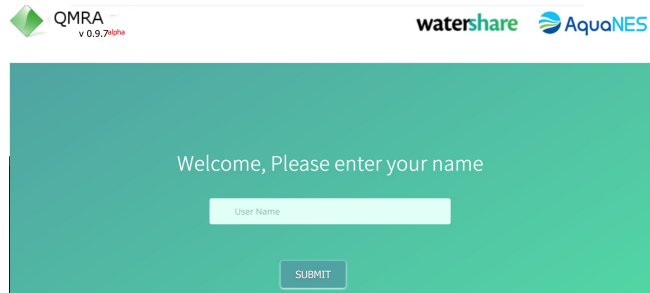 QMRA
v 0.9.7alpha
watershare AquaNES
Welcome, Please enter your name
User Name
SUBMIT